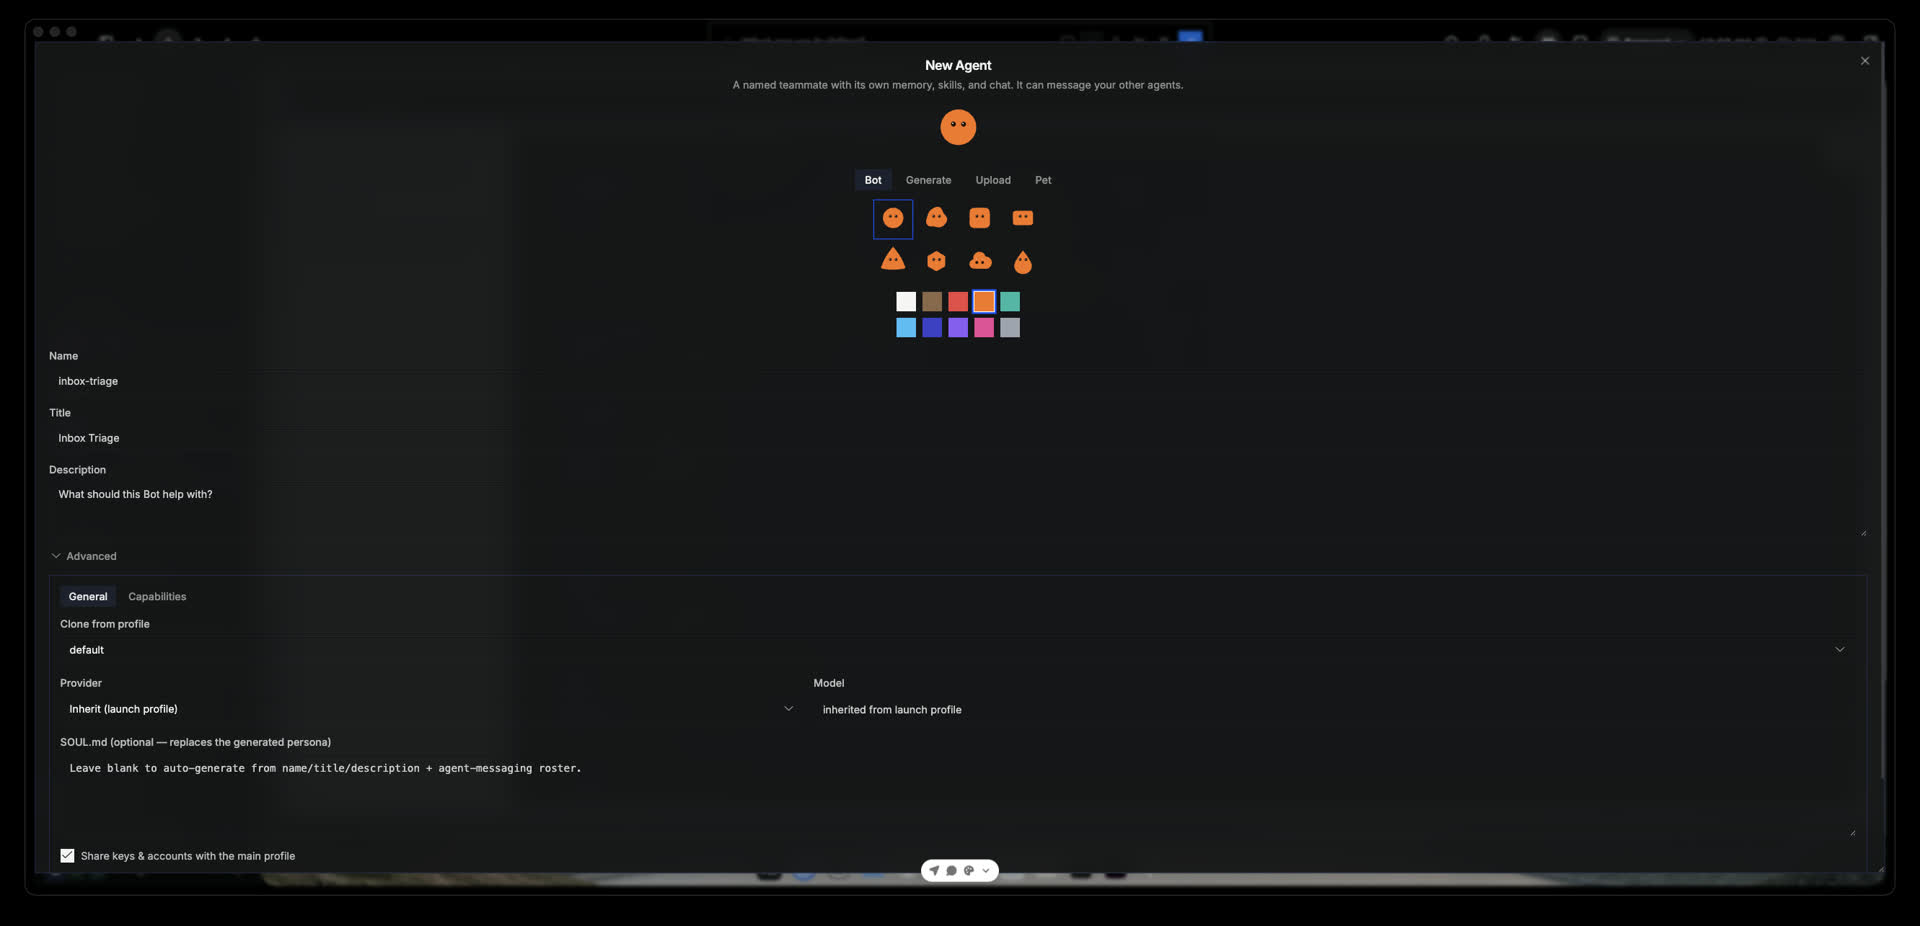 New Agent
A named teammate with its own memory, skills, and chat. It can message your other agents.
Bot Generate Upload Pet
Name
inbox-triage
Title
Inbox Triage
Description
What should this Bot help with?
Advanced
General Capabilities
Clone from profile
default
Provider Model
Inherit (launch profile) inherited from launch profile
SOUL.md (optional — replaces the generated persona)
Leave blank to auto-generate from name/title/description + agent-messaging roster.
Share keys & accounts with the main profile